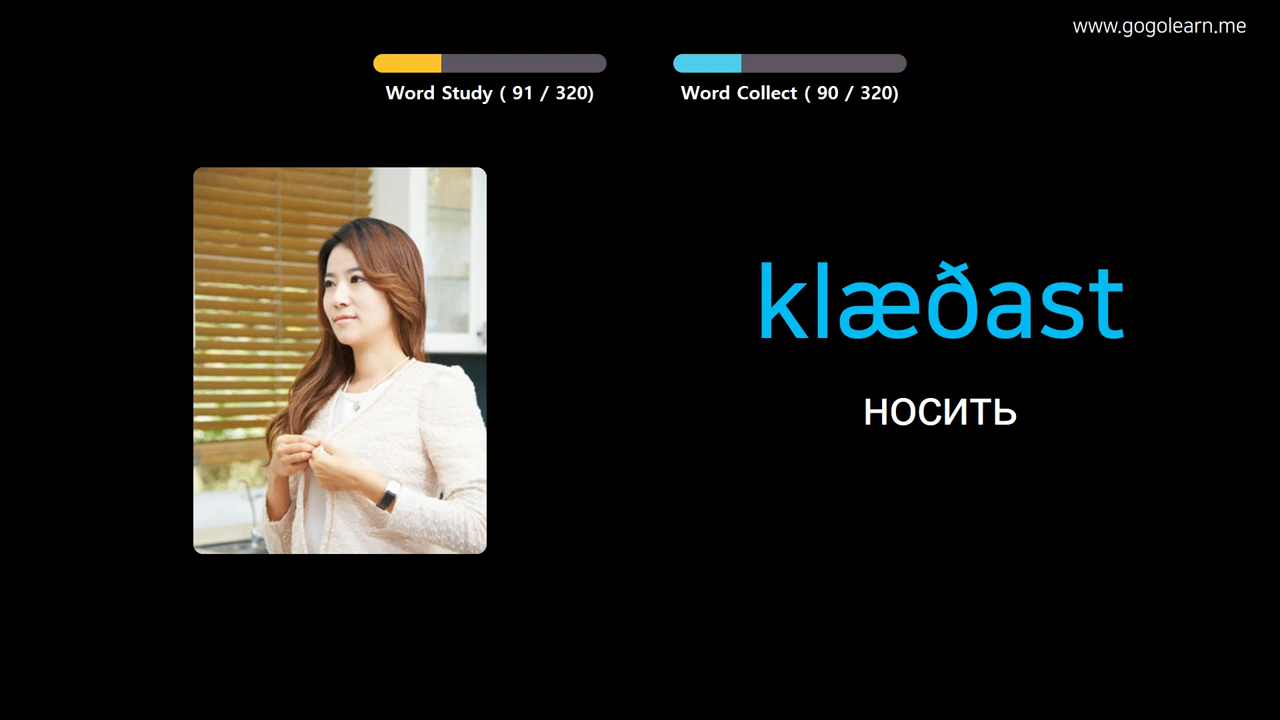 www.gogolearn.me
Word Study ( 91 / 320)
Word Collect ( 90 / 320)
klæðast
носить